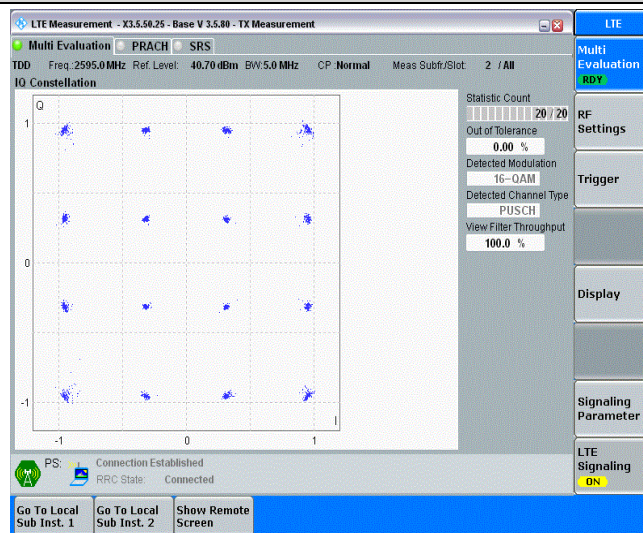 LTE Measurement - X3.5.50.25 - Base V 3.5.80 - TX Measurement
LTE
Multi Evaluation PRACH SRS
TDD Freq.:2595.0 MHz Ref. Level: 40.70 dBm BW:5.0 MHz CP :Normal Meas Subfr/Slot: 2 / All
IQ Constellation
Q
1
0
-1
I
-1 0 1
Statistic Count
20 / 20
Out of Tolerance
0.00 %
Detected Modulation
16-QAM
Detected Channel Type
PUSCH
View Filter Throughput
100.0 %
Multi
Evaluation
RDY
RF
Settings
Trigger
Display
Signaling
Parameter
LTE
Signaling
ON
PS: Connection Established
RRC State: Connected
Go To Local
Sub Inst. 1
Go To Local
Sub Inst. 2
Show Remote
Screen